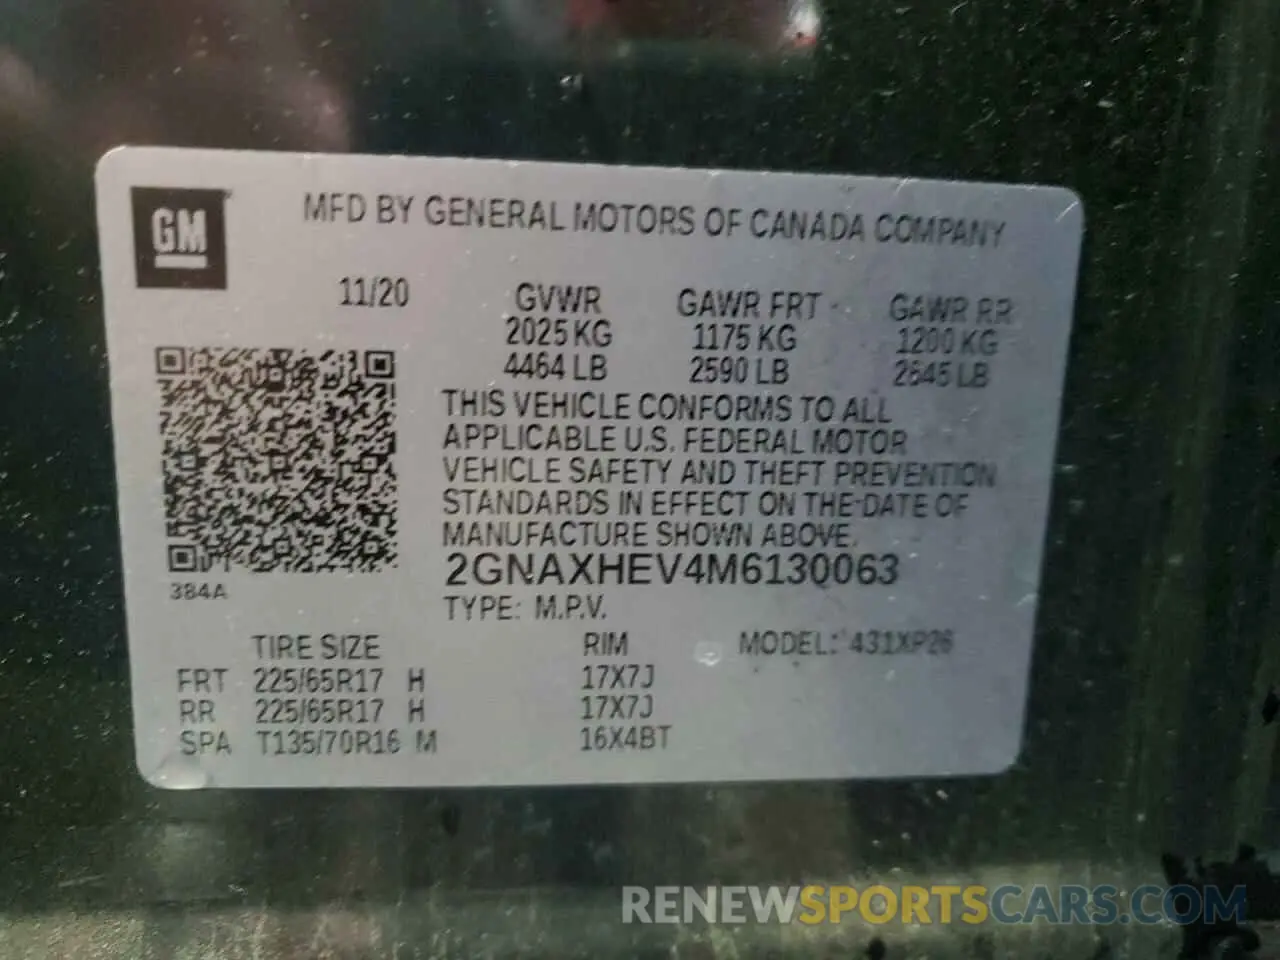 GM
MFD BY GENERAL MOTORS OF CANADA COMPANY
11/20
GVWR GAWR FRT GAWR RR
2025 KG 1175 KG 1200 KG
4464 LB 2590 LB 2645 LB
THIS VEHICLE CONFORMS TO ALL
APPLICABLE U.S. FEDERAL MOTOR
VEHICLE SAFETY AND THEFT PREVENTION
STANDARDS IN EFFECT ON THE DATE OF
MANUFACTURE SHOWN ABOVE.
2GNAXHEV4M6130063
384A
TYPE: M.P.V.
TIRE SIZE RIM MODEL: 431XP26
FRT 225/65R17 H 17X7J
RR 225/65R17 H 17X7J
SPA T135/70R16 M 16X4BT
RENEWSPORTSCARS.COM